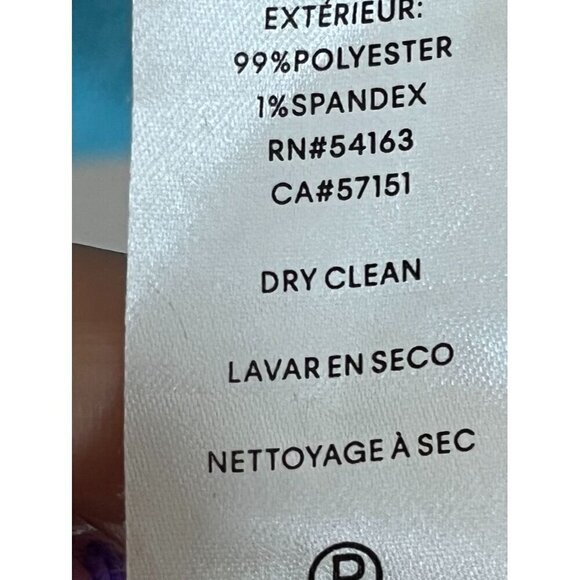 EXTÉRIEUR:
99%POLYESTER
1%SPANDEX
RN#54163
CA#57151
DRY CLEAN
LAVAR EN SECO
NETTOYAGE À SEC
P